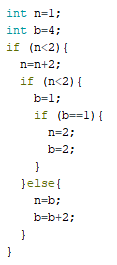 int n=1;
int b=4;
if (n<2){
  n=n+2;
  if (n<2){
    b=1;
    if (b==1){
      n=2;
      b=2;
    }
  }else{
    n=b;
    b=b+2;
  }
}